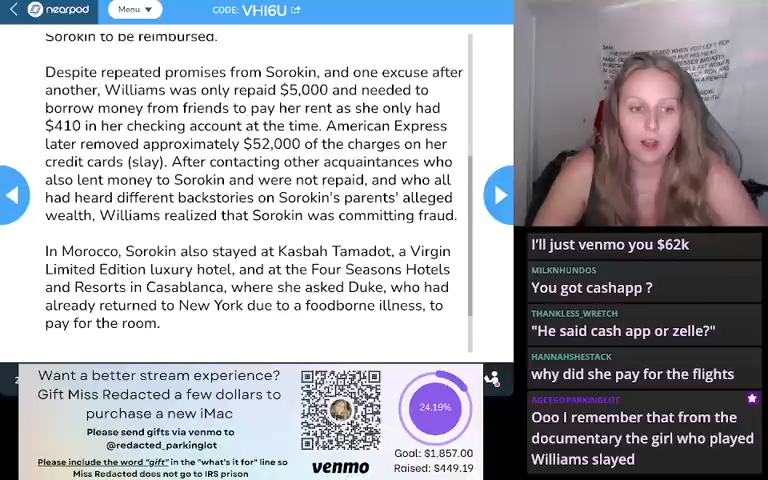 nearpod
Menu
CODE: VHI6U
Sorokin to be reimbursed.
Despite repeated promises from Sorokin, and one excuse after
another, Williams was only repaid $5,000 and needed to
borrow money from friends to pay her rent as she only had
$410 in her checking account at the time. American Express
later removed approximately $52,000 of the charges on her
credit cards (slay). After contacting other acquaintances who
also lent money to Sorokin and were not repaid, and who all
had heard different backstories on Sorokin's parents' alleged
wealth, Williams realized that Sorokin was committing fraud.
In Morocco, Sorokin also stayed at Kasbah Tamadot, a Virgin
Limited Edition luxury hotel, and at the Four Seasons Hotels
and Resorts in Casablanca, where she asked Duke, who had
already returned to New York due to a foodborne illness, to
pay for the room.
Want a better stream experience?
Gift Miss Redacted a few dollars to
purchase a new iMac
Please send gifts via venmo to
@redacted_parkinglot
Please include the word "gift" in the "what's it for" line so
Miss Redacted does not go to IRS prison
venmo
24.19%
Goal: $1,857.00
Raised: $449.19
I'll just venmo you $62k
MILKNHUNDOS
You got cashapp ?
THANKLESS_WRETCH
"He said cash app or zelle?"
HANNAHSHESTACK
why did she pay for the flights
Ooo I remember that from the
documentary the girl who played
Williams slayed